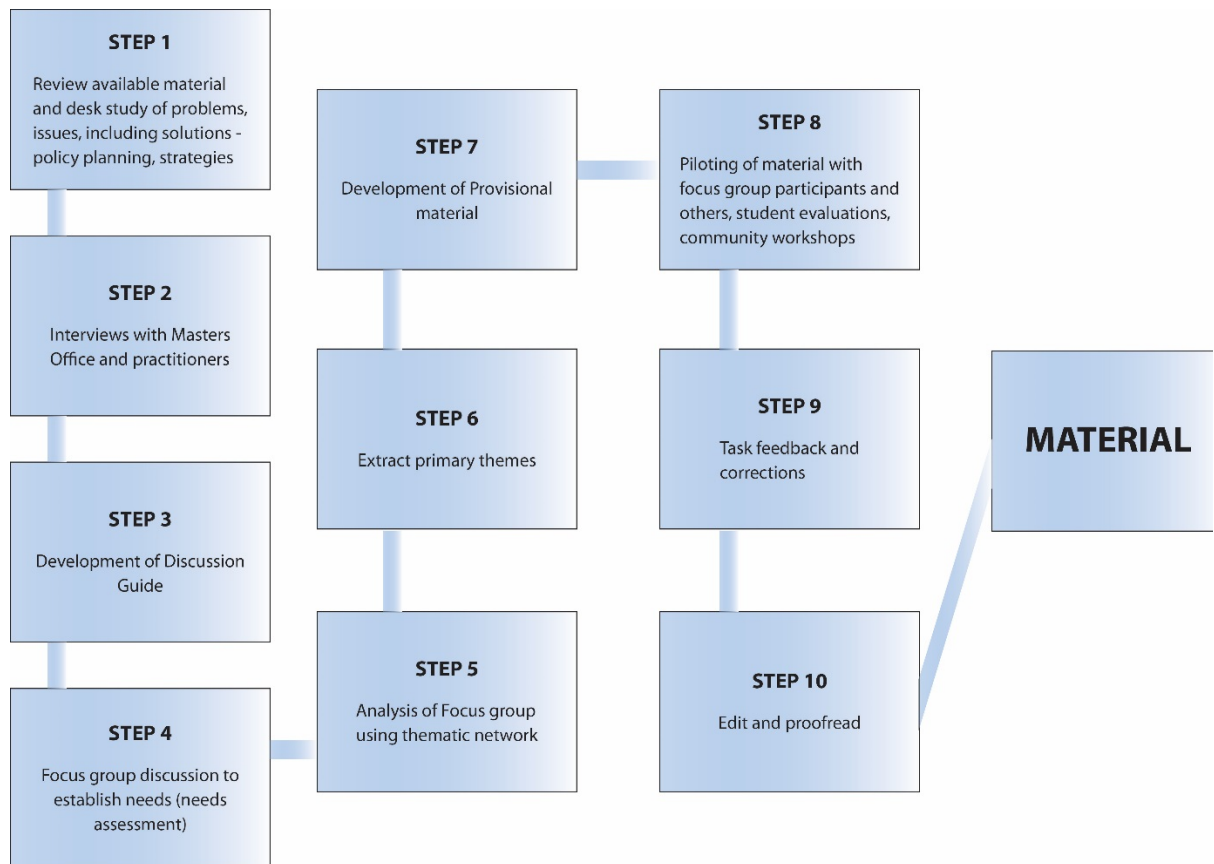 STEP 1
Review available material
and desk study of problems,
issues, including solutions -
policy planning, strategies
STEP 2
Interviews with Masters
Office and practitioners
STEP 3
Development of Discussion
Guide
STEP 4
Focus group discussion to
establish needs (needs
assessment)
STEP 5
Analysis of Focus group
using thematic network
STEP 6
Extract primary themes
STEP 7
Development of Provisional
material
STEP 8
Piloting of material with
focus group participants and
others, student evaluations,
community workshops
STEP 9
Task feedback and
corrections
STEP 10
Edit and proofread
MATERIAL